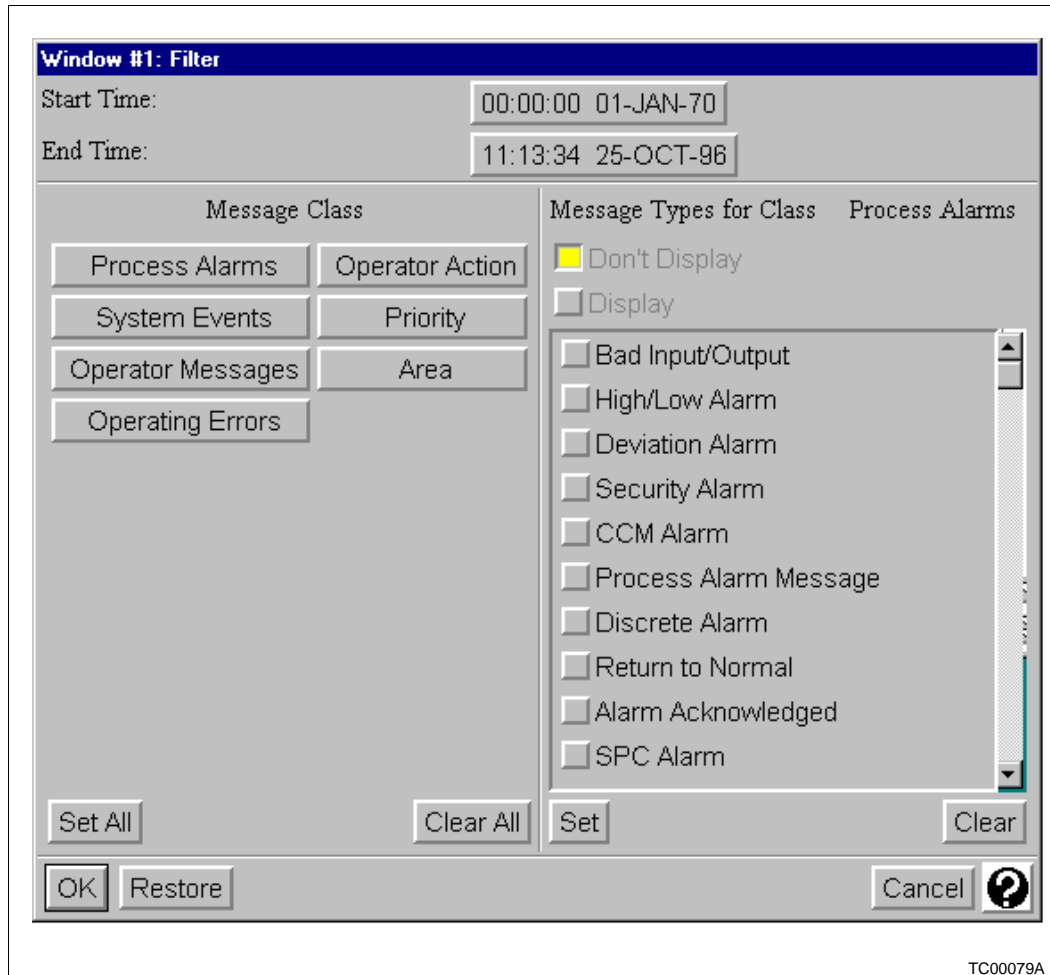 Window #1: Filter
Start Time: 00:00:00 01-JAN-70
End Time: 11:13:34 25-OCT-96
Message Class
Process Alarms Operator Action
System Events Priority
Operator Messages Area
Operating Errors
Set All Clear All
Message Types for Class Process Alarms
Don't Display
Display
Bad Input/Output
High/Low Alarm
Deviation Alarm
Security Alarm
CCM Alarm
Process Alarm Message
Discrete Alarm
Return to Normal
Alarm Acknowledged
SPC Alarm
Set Clear
OK Restore Cancel ?
TC00079A